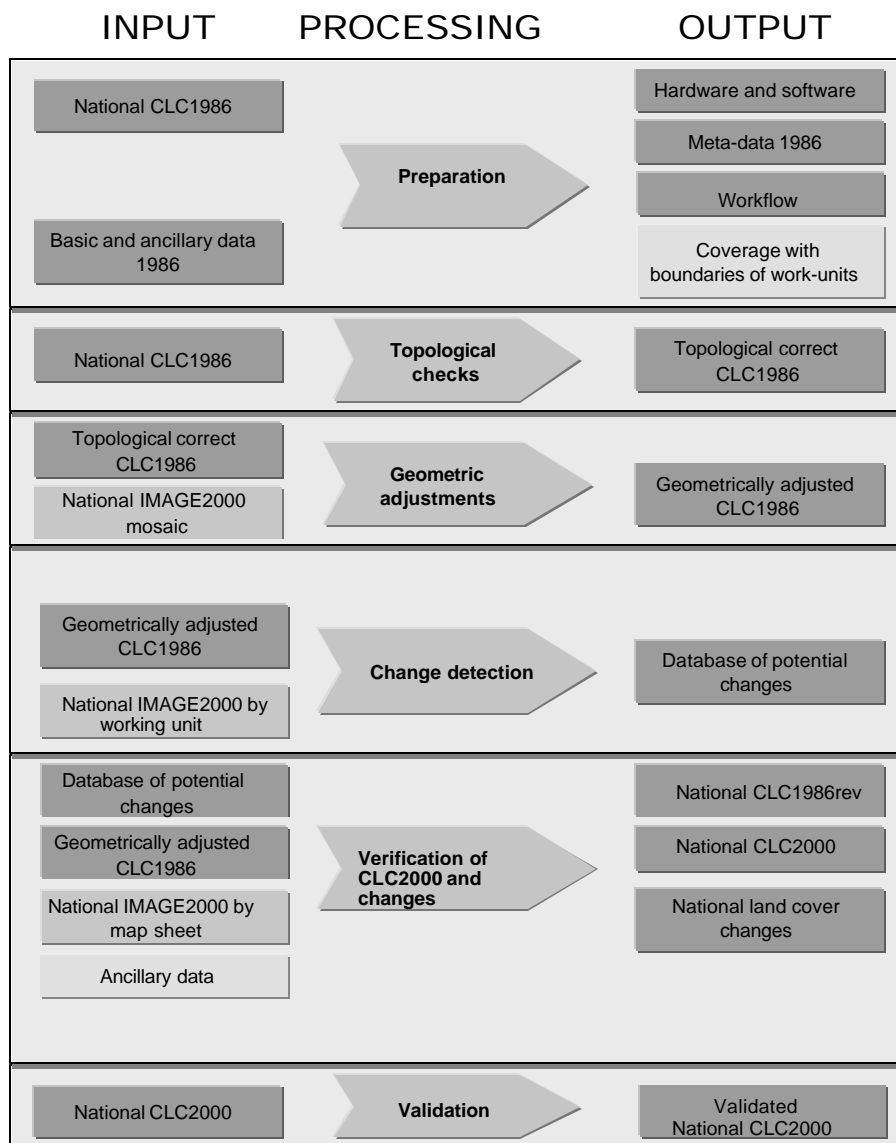 INPUT PROCESSING OUTPUT
National CLC1986
Basic and ancillary data
1986
Preparation
Hardware and software
Meta-data 1986
Workflow
Coverage with
boundaries of work-units
National CLC1986
Topological
checks
Topological correct
CLC1986
Topological correct
CLC1986
National IMAGE2000
mosaic
Geometric
adjustments
Geometrically adjusted
CLC1986
Geometrically adjusted
CLC1986
National IMAGE2000 by
working unit
Change detection
Database of potential
changes
Database of potential
changes
Geometrically adjusted
CLC1986
National IMAGE2000 by
map sheet
Ancillary data
Verification of
CLC2000 and
changes
National CLC1986rev
National CLC2000
National land cover
changes
National CLC2000
Validation
Validated
National CLC2000